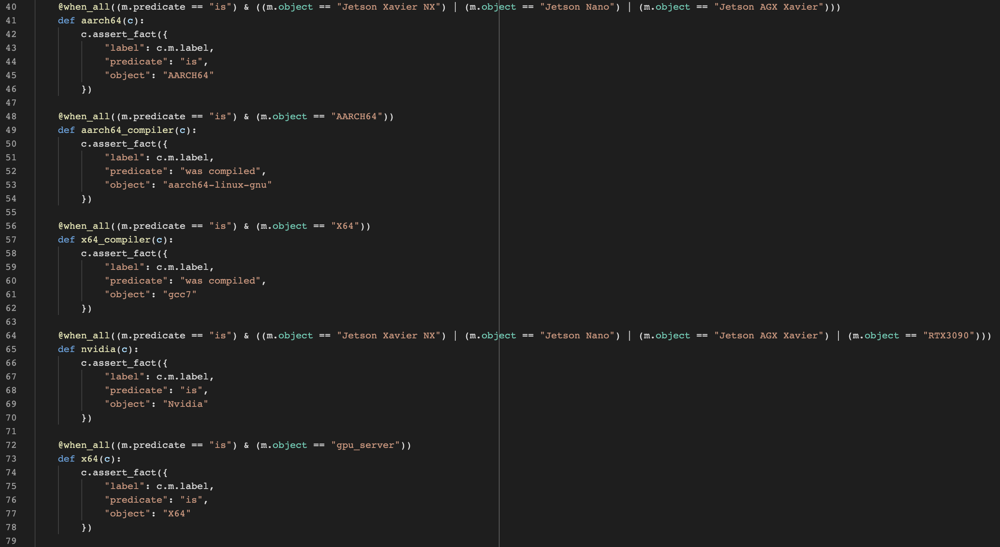 40 @when_all((m.predicate == "is") & ((m.object == "Jetson Xavier NX") | (m.object == "Jetson Nano") | (m.object == "Jetson AGX Xavier")))
41 def aarch64(c):
42 c.assert_fact({
43 "label": c.m.label,
44 "predicate": "is",
45 "object": "AARCH64"
46 })
47
48 @when_all((m.predicate == "is") & (m.object == "AARCH64"))
49 def aarch64_compiler(c):
50 c.assert_fact({
51 "label": c.m.label,
52 "predicate": "was compiled",
53 "object": "aarch64-linux-gnu"
54 })
55
56 @when_all((m.predicate == "is") & (m.object == "X64"))
57 def x64_compiler(c):
58 c.assert_fact({
59 "label": c.m.label,
60 "predicate": "was compiled",
61 "object": "gcc7"
62 })
63
64 @when_all((m.predicate == "is") & ((m.object == "Jetson Xavier NX") | (m.object == "Jetson Nano") | (m.object == "Jetson AGX Xavier") | (m.object == "RTX3090")))
65 def nvidia(c):
66 c.assert_fact({
67 "label": c.m.label,
68 "predicate": "is",
69 "object": "Nvidia"
70 })
71
72 @when_all((m.predicate == "is") & (m.object == "gpu_server"))
73 def x64(c):
74 c.assert_fact({
75 "label": c.m.label,
76 "predicate": "is",
77 "object": "X64"
78 })
79